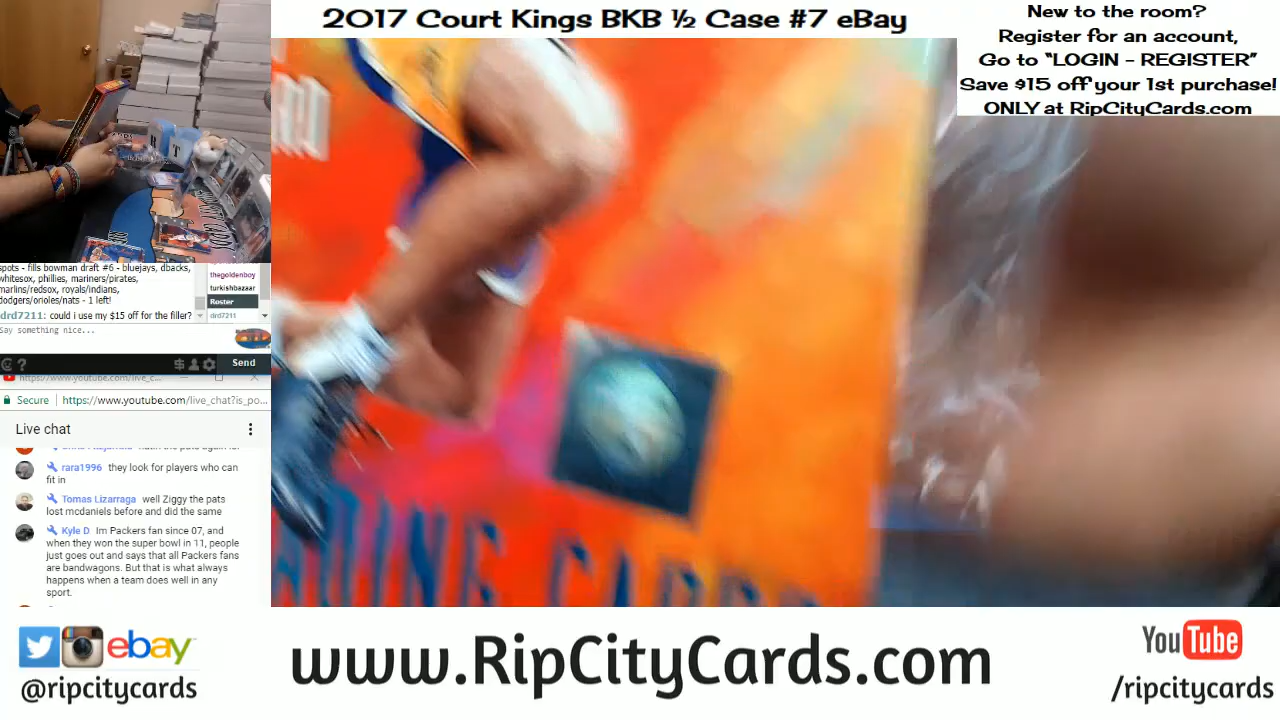 2017 Court Kings BKB ½ Case #7 eBay
New to the room?
Register for an account,
Go to “LOGIN - REGISTER”
Save $15 off your 1st purchase!
ONLY at RipCityCards.com
spots - fills bowman draft #6 - bluejays, dbacks,
whitesox, phillies, mariners/pirates,
marlins/redsox, royals/indians,
dodgers/orioles/nats - 1 left!
drd7211: could i use my $15 off for the filler?
thegoldenboy
turkishbazaar
Roster
drd7211
Say something nice...
Send
https://www.youtube.com/live_c...
Secure https://www.youtube.com/live_chat?is_po...
Live chat
rara1996 they look for players who can
fit in
Tomas Lizarraga well Ziggy the pats
lost mcdaniels before and did the same
Kyle D Im Packers fan since 07, and
when they won the super bowl in 11, people
just goes out and says that all Packers fans
are bandwagons. But that is what always
happens when a team does well in any
sport.
ebay
@ripcitycards
www.RipCityCards.com
YouTube
/ripcitycards